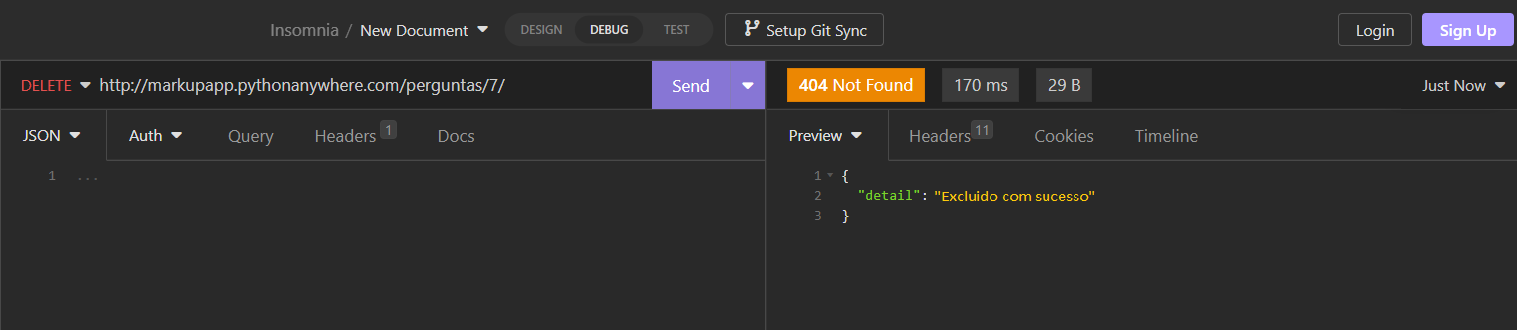 Insomnia / New Document DESIGN DEBUG TEST Setup Git Sync Login Sign Up
DELETE http://markupapp.pythonanywhere.com/perguntas/7/ Send 404 Not Found 170 ms 29 B Just Now
JSON Auth Query Headers 1 Docs Preview Headers 11 Cookies Timeline
1 ...
1 {
2 "detail": "Excluido com sucesso"
3 }